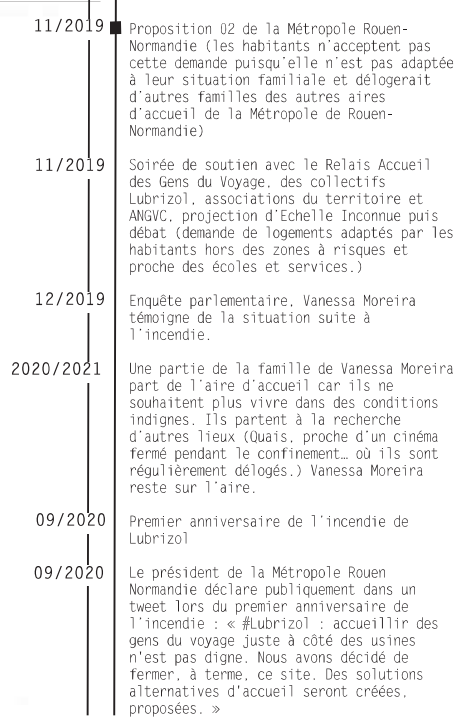 11/2019
Proposition 02 de la Métropole Rouen-
Normandie (les habitants n'acceptent pas
cette demande puisqu'elle n'est pas adaptée
à leur situation familiale et délogerait
d'autres familles des autres aires
d'accueil de la Métropole de Rouen-
Normandie)
11/2019
Soirée de soutien avec le Relais Accueil
des Gens du Voyage, des collectifs
Lubrizol, associations du territoire et
ANGVC, projection d'Echelle Inconnue puis
débat (demande de logements adaptés par les
habitants hors des zones à risques et
proche des écoles et services.)
12/2019
Enquête parlementaire, Vanessa Moreira
témoigne de la situation suite à
l'incendie.
2020/2021
Une partie de la famille de Vanessa Moreira
part de l'aire d'accueil car ils ne
souhaitent plus vivre dans des conditions
indignes. Ils partent à la recherche
d'autres lieux (Quais, proche d'un cinéma
fermé pendant le confinement… où ils sont
régulièrement délogés.) Vanessa Moreira
reste sur l'aire.
09/2020
Premier anniversaire de l'incendie de
Lubrizol
09/2020
Le président de la Métropole Rouen
Normandie déclare publiquement dans un
tweet lors du premier anniversaire de
l'incendie : « #Lubrizol : accueillir des
gens du voyage juste à côté des usines
n'est pas digne. Nous avons décidé de
fermer, à terme, ce site. Des solutions
alternatives d'accueil seront créées,
proposées. »